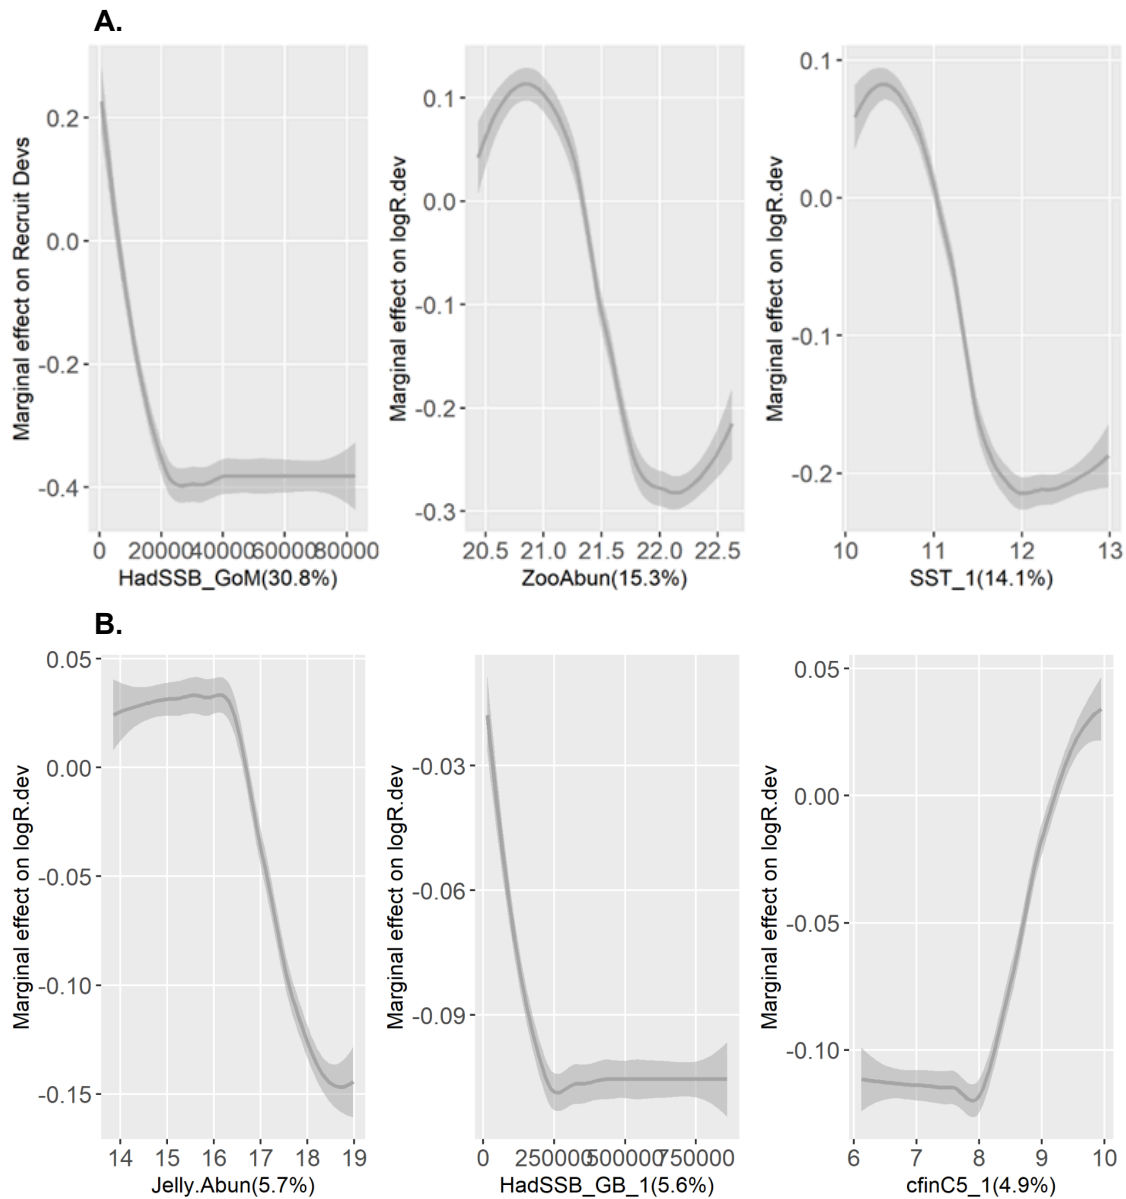 A.
Marginal effect on Recruit Devs
0.2
0.0
-0.2
-0.4
0 20000 40000 60000 80000
HadSSB_GoM(30.8%)
Marginal effect on logR.dev
0.1
0.0
-0.1
-0.2
-0.3
20.5 21.0 21.5 22.0 22.5
ZooAbun(15.3%)
Marginal effect on logR.dev
0.1
0.0
-0.1
-0.2
10 11 12 13
SST_1(14.1%)
B.
Marginal effect on logR.dev
0.05
0.00
-0.05
-0.10
-0.15
14 15 16 17 18 19
Jelly.Abun(5.7%)
Marginal effect on logR.dev
-0.03
-0.06
-0.09
0 250000 500000 750000
HadSSB_GB_1(5.6%)
Marginal effect on logR.dev
0.05
0.00
-0.05
-0.10
6 7 8 9 10
cfinC5_1(4.9%)